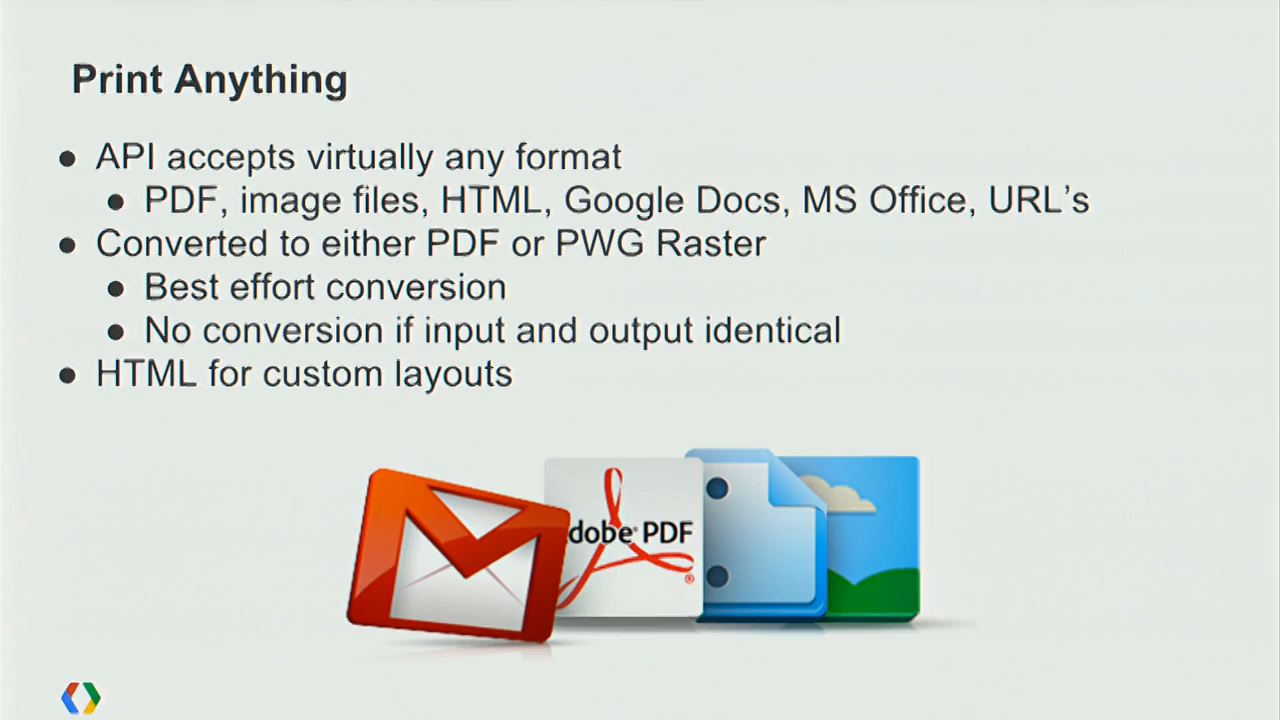 Print Anything
● API accepts virtually any format
● PDF, image files, HTML, Google Docs, MS Office, URL’s
● Converted to either PDF or PWG Raster
● Best effort conversion
● No conversion if input and output identical
● HTML for custom layouts
dobe® PDF
®